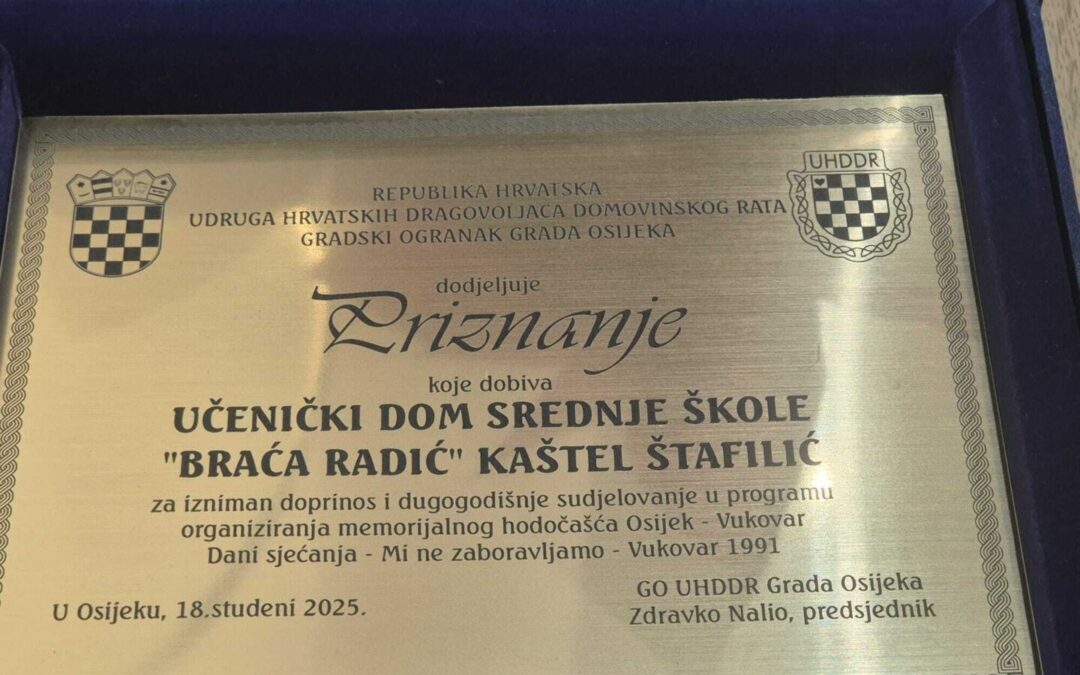 UHDDR
REPUBLIKA HRVATSKA
UDRUGA HRVATSKIH DRAGOVOLJACA DOMOVINSKOG RATA
GRADSKI OGRANAK GRADA OSIJEKA
dodjeljuje
Priznanje
koje dobiva
UČENIČKI DOM SREDNJE ŠKOLE
"BRAĆA RADIĆ" KAŠTEL ŠTAFILIĆ
za izniman doprinos i dugogodišnje sudjelovanje u programu
organiziranja memorijalnog hodočašća Osijek - Vukovar
Dani sjećanja - Mi ne zaboravljamo - Vukovar 1991
GO UHDDR Grada Osijeka
U Osijeku, 18.studeni 2025.
Zdravko Nalio, predsjednik